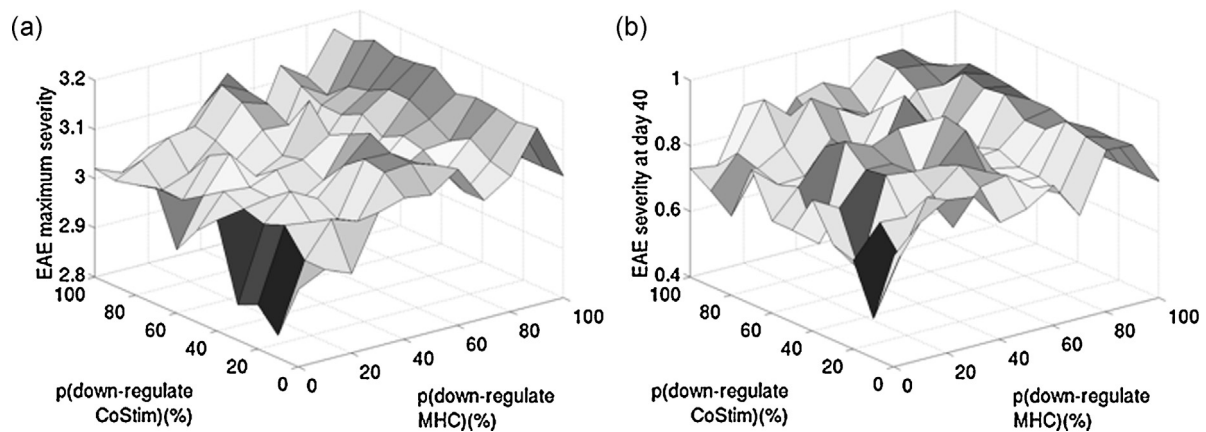 (a)
EAE maximum severity
3.2
3.1
3
2.9
2.8
100
80
60
40
20
0
0
20
40
60
80
100
p(down-regulate
CoStim)(%)
p(down-regulate
MHC)(%)
(b)
EAE severity at day 40
1
0.8
0.6
0.4
100
80
60
40
20
0
0
20
40
60
80
100
p(down-regulate
CoStim)(%)
p(down-regulate
MHC)(%)